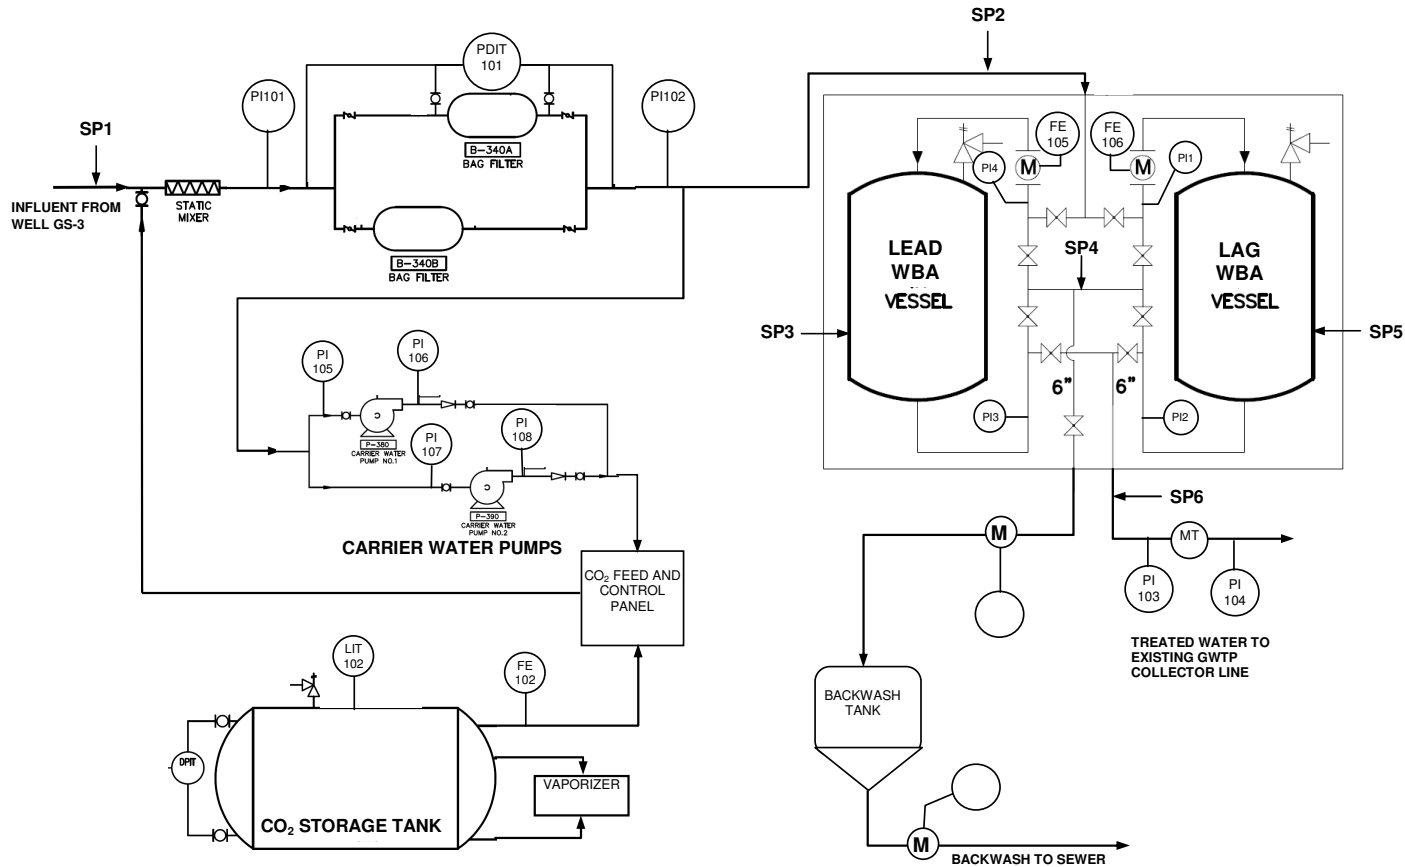 SP2
PDIT
101
PI101
PI102
SP1
B-340A
BAG FILTER
INFLUENT FROM
WELL GS-3
STATIC
MIXER
B-340B
BAG FILTER
FE
105
FE
106
M
M
PI4
PI1
LEAD
WBA
VESSEL
SP4
LAG
WBA
VESSEL
SP3
SP5
6”
6”
PI3
PI2
PI
105
PI
106
P-380
CARRIER WATER
PUMP NO.1
PI
107
PI
108
P-390
CARRIER WATER
PUMP NO.2
CARRIER WATER PUMPS
SP6
M
MT
PI
103
PI
104
TREATED WATER TO
EXISTING GWTP
COLLECTOR LINE
CO₂ FEED AND
CONTROL
PANEL
LIT
102
FE
102
DPIT
VAPORIZER
CO₂ STORAGE TANK
BACKWASH
TANK
M
BACKWASH TO SEWER